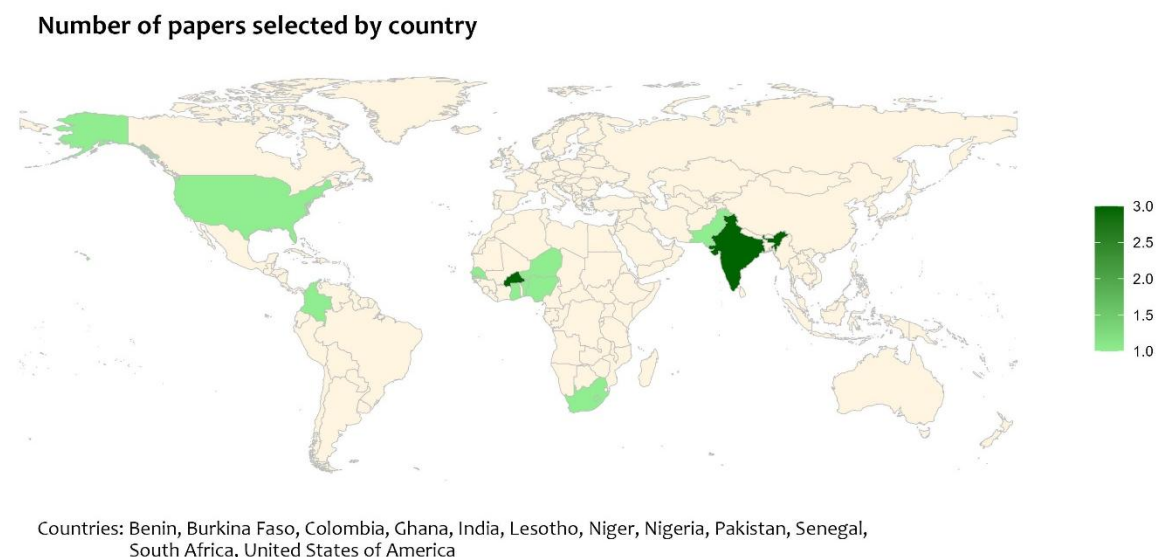 Number of papers selected by country
3.0
2.5
2.0
1.5
1.0
Countries: Benin, Burkina Faso, Colombia, Ghana, India, Lesotho, Niger, Nigeria, Pakistan, Senegal,
South Africa, United States of America